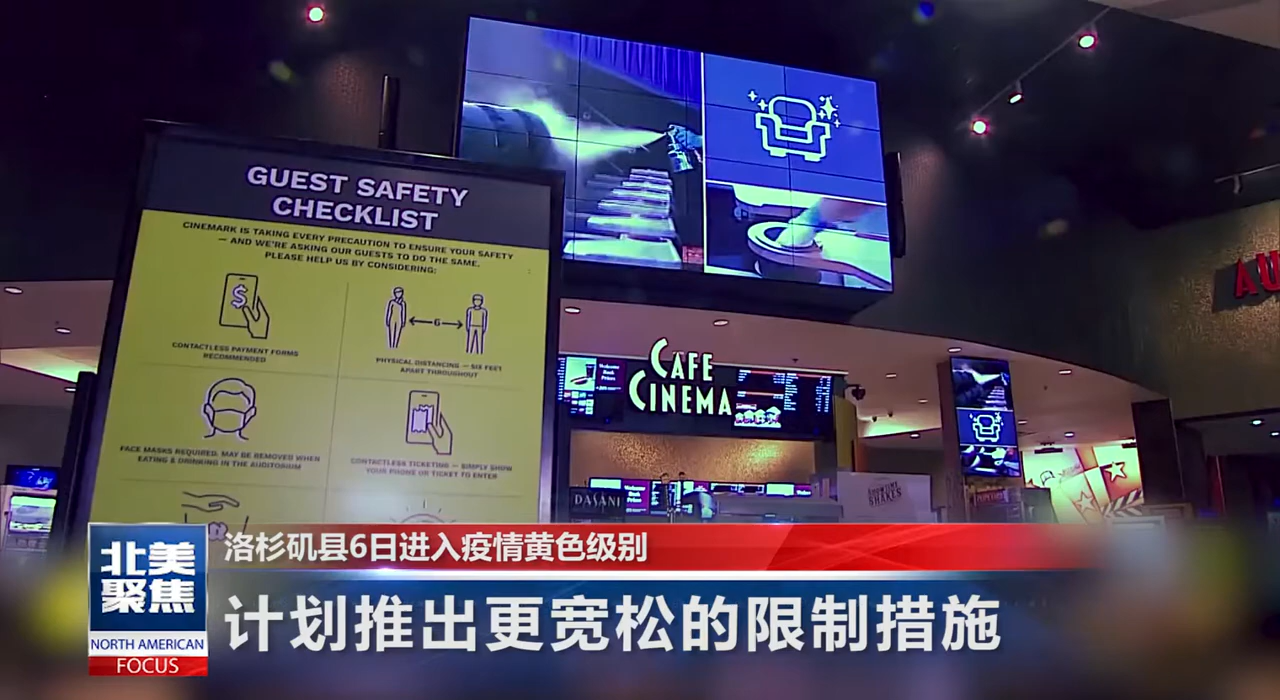 GUEST SAFETY
CHECKLIST
CINEMARK IS TAKING EVERY PRECAUTION TO ENSURE YOUR SAFETY
— AND WE'RE ASKING OUR GUESTS TO DO THE SAME.
PLEASE HELP US BY CONSIDERING:
$
6
CONTACTLESS PAYMENT FORMS
RECOMMENDED
PHYSICAL DISTANCING — SIX FEET
APART THROUGHOUT
FACE MASKS REQUIRED. MAY BE REMOVED WHEN
EATING & DRINKING IN THE AUDITORIUM
CONTACTLESS TICKETING — SIMPLY SHOW
YOUR PHONE OR TICKET TO ENTER
CAFE
CINEMA
Welcome
Back
DASANI
SHAKES
AU
北美
聚焦
NORTH AMERICAN
FOCUS
洛杉矶县6日进入疫情黄色级别
计划推出更宽松的限制措施